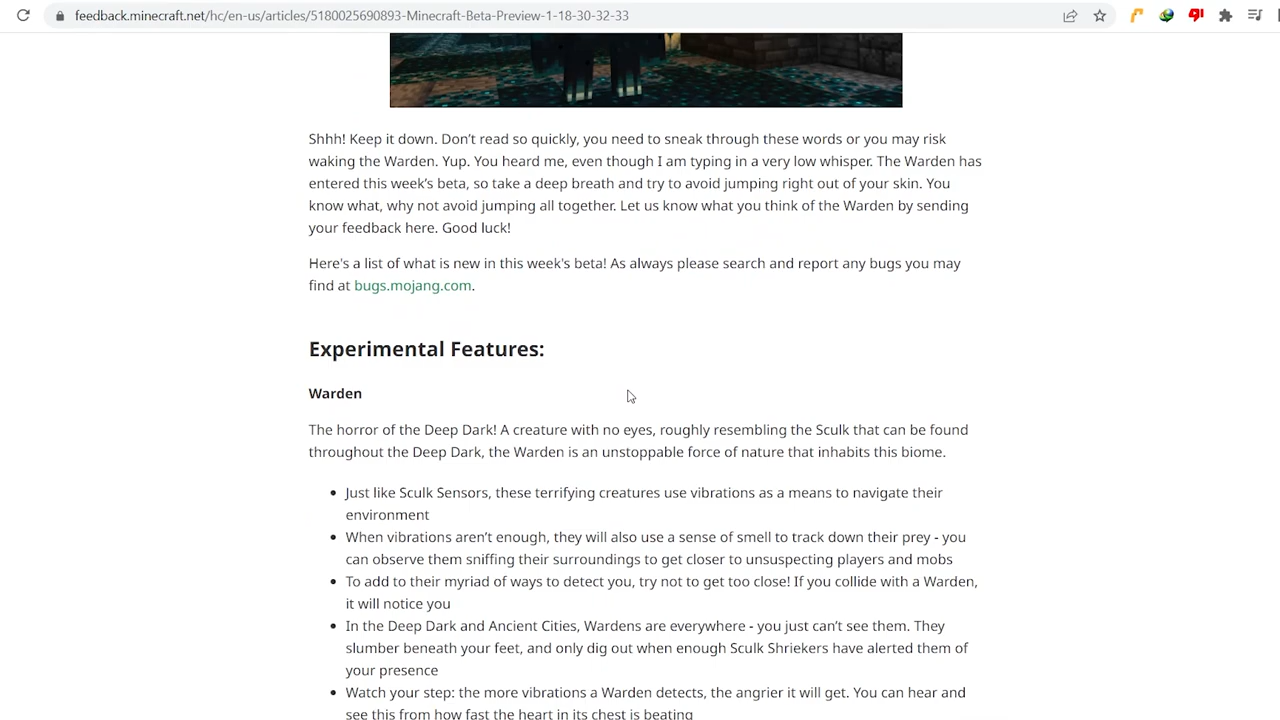 feedback.minecraft.net/hc/en-us/articles/5180025690893-Minecraft-Beta-Preview-1-18-30-32-33
Shhh! Keep it down. Don’t read so quickly, you need to sneak through these words or you may risk
waking the Warden. Yup. You heard me, even though I am typing in a very low whisper. The Warden has
entered this week’s beta, so take a deep breath and try to avoid jumping right out of your skin. You
know what, why not avoid jumping all together. Let us know what you think of the Warden by sending
your feedback here. Good luck!
Here's a list of what is new in this week's beta! As always please search and report any bugs you may
find at bugs.mojang.com.
Experimental Features:
Warden
The horror of the Deep Dark! A creature with no eyes, roughly resembling the Sculk that can be found
throughout the Deep Dark, the Warden is an unstoppable force of nature that inhabits this biome.
Just like Sculk Sensors, these terrifying creatures use vibrations as a means to navigate their
environment
When vibrations aren’t enough, they will also use a sense of smell to track down their prey - you
can observe them sniffing their surroundings to get closer to unsuspecting players and mobs
To add to their myriad of ways to detect you, try not to get too close! If you collide with a Warden,
it will notice you
In the Deep Dark and Ancient Cities, Wardens are everywhere - you just can’t see them. They
slumber beneath your feet, and only dig out when enough Sculk Shriekers have alerted them of
your presence
Watch your step: the more vibrations a Warden detects, the angrier it will get. You can hear and
see this from how fast the heart in its chest is beating